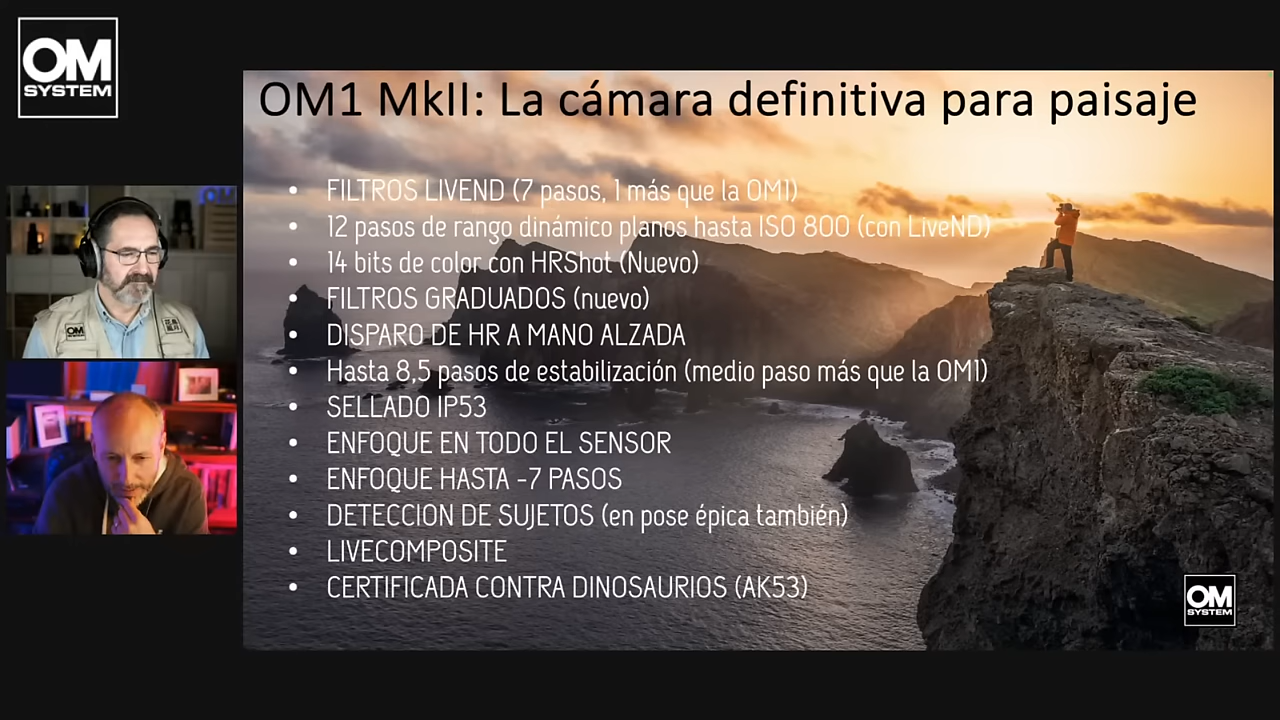 OM
SYSTEM
OM1 MkII: La cámara definitiva para paisaje
• FILTROS LIVEND (7 pasos, 1 más que la OM1)
• 12 pasos de rango dinámico planos hasta ISO 800 (con LiveND)
• 14 bits de color con HRShot (Nuevo)
• FILTROS GRADUADOS (nuevo)
• DISPARO DE HR A MANO ALZADA
• Hasta 8,5 pasos de estabilización (medio paso más que la OM1)
• SELLADO IP53
• ENFOQUE EN TODO EL SENSOR
• ENFOQUE HASTA -7 PASOS
• DETECCION DE SUJETOS (en pose épica también)
• LIVECOMPOSITE
• CERTIFICADA CONTRA DINOSAURIOS (AK53)
OM
SYSTEM
OM
OM